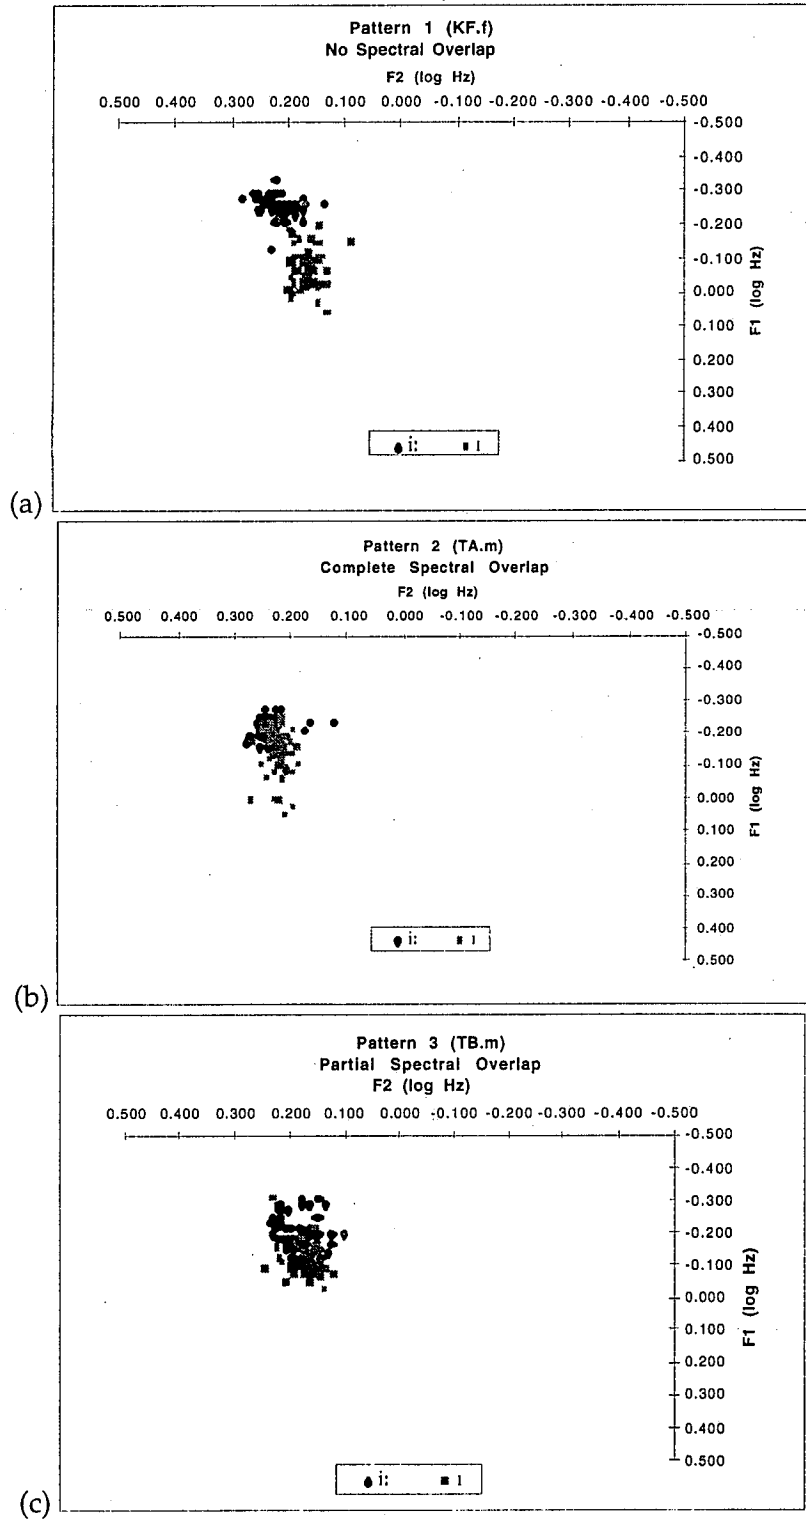 Pattern 1 (KF.f)
No Spectral Overlap
F2 (log Hz)
0.500 0.400 0.300 0.200 0.100 0.000 -0.100 -0.200 -0.300 -0.400 -0.500
-0.500
-0.400
-0.300
-0.200
-0.100
0.000
0.100
0.200
0.300
0.400
0.500
F1 (log Hz)
i: ɪ
(a)
Pattern 2 (TA.m)
Complete Spectral Overlap
F2 (log Hz)
0.500 0.400 0.300 0.200 0.100 0.000 -0.100 -0.200 -0.300 -0.400 -0.500
-0.500
-0.400
-0.300
-0.200
-0.100
0.000
0.100
0.200
0.300
0.400
0.500
F1 (log Hz)
i: ɪ
(b)
Pattern 3 (TB.m)
Partial Spectral Overlap
F2 (log Hz)
0.500 0.400 0.300 0.200 0.100 0.000 -0.100 -0.200 -0.300 -0.400 -0.500
-0.500
-0.400
-0.300
-0.200
-0.100
0.000
0.100
0.200
0.300
0.400
0.500
F1 (log Hz)
i: ɪ
(c)